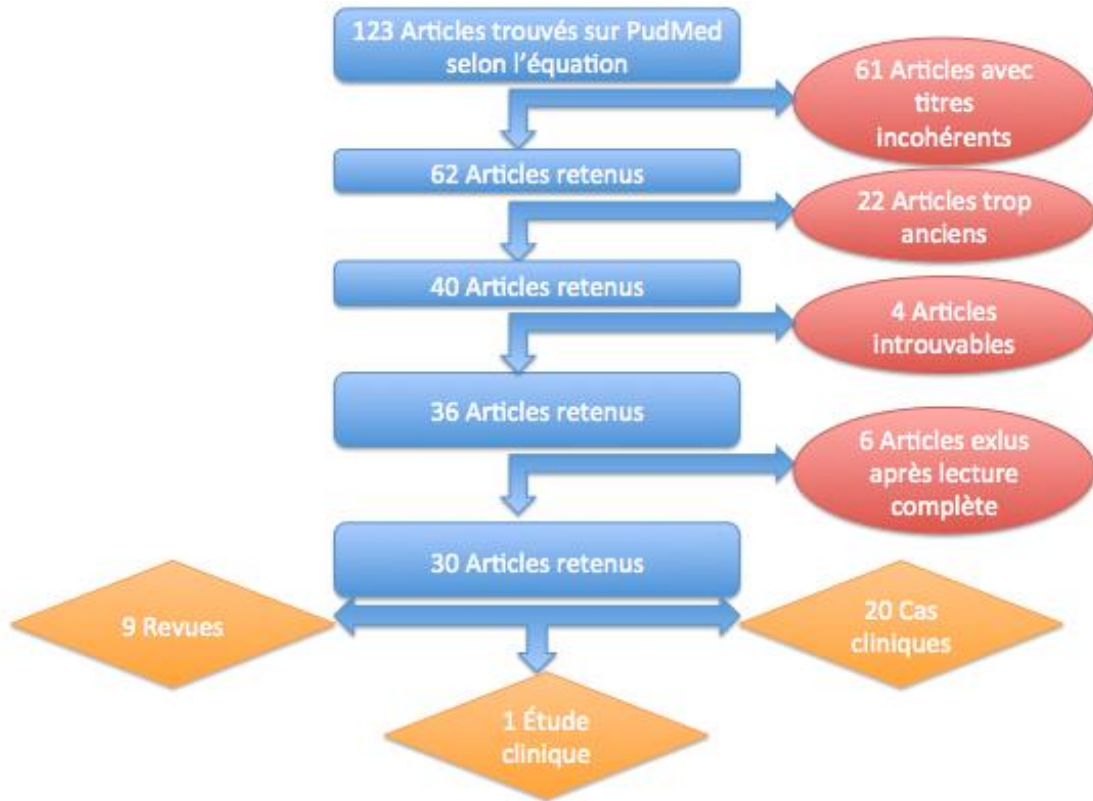 123 Articles trouvés sur PudMed
selon l'équation
61 Articles avec
titres
incohérents
62 Articles retenus
22 Articles trop
anciens
40 Articles retenus
4 Articles
introuvables
36 Articles retenus
6 Articles exlus
après lecture
complète
30 Articles retenus
9 Revues
20 Cas
cliniques
1 Étude
clinique